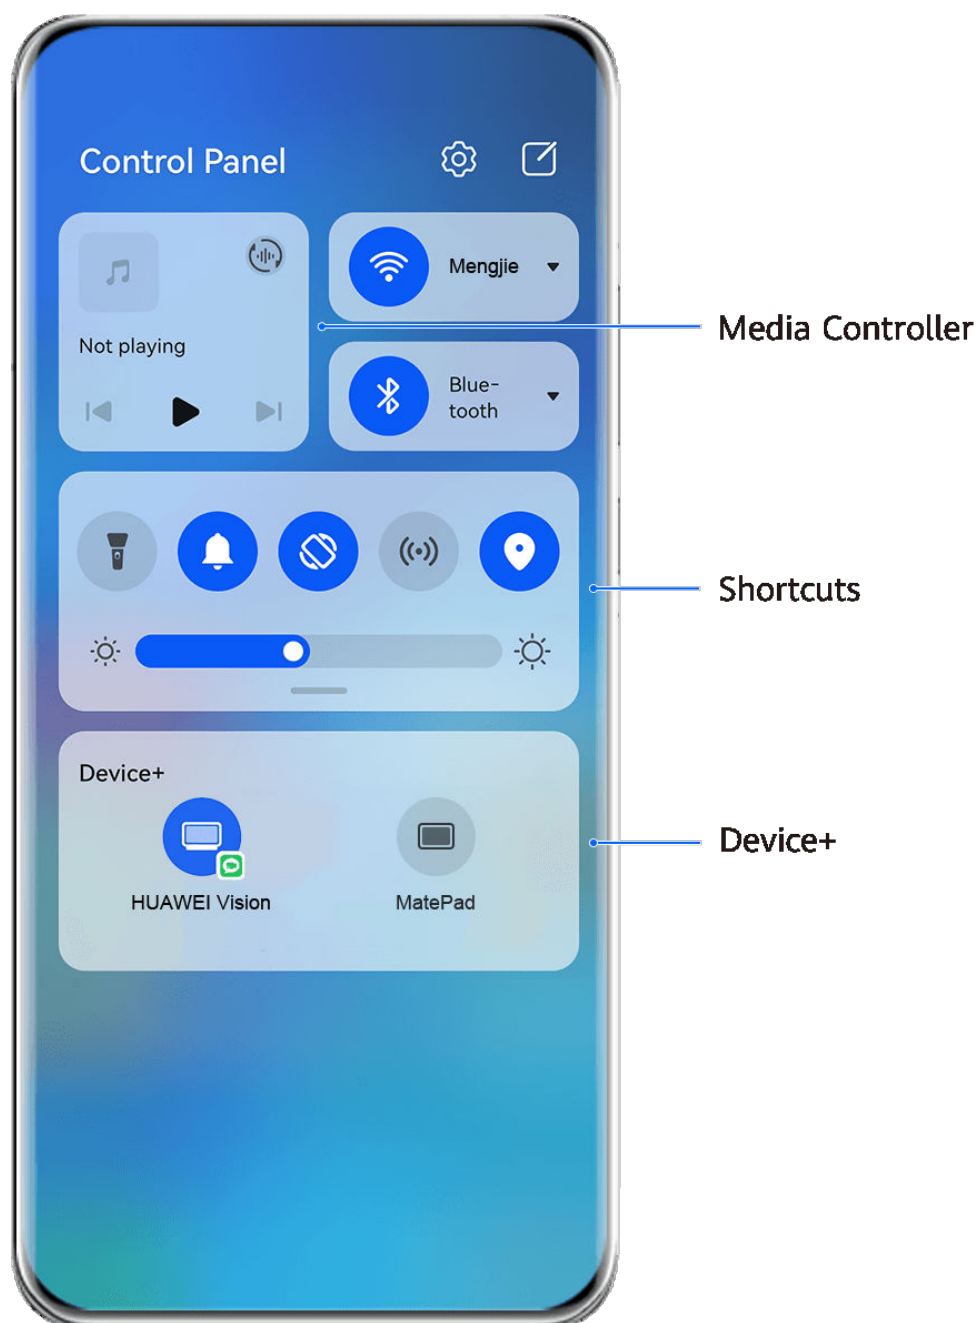 Control Panel
Mengjie
Not playing
Blue-
tooth
Media Controller
Shortcuts
Device+
HUAWEI Vision
MatePad
Device+